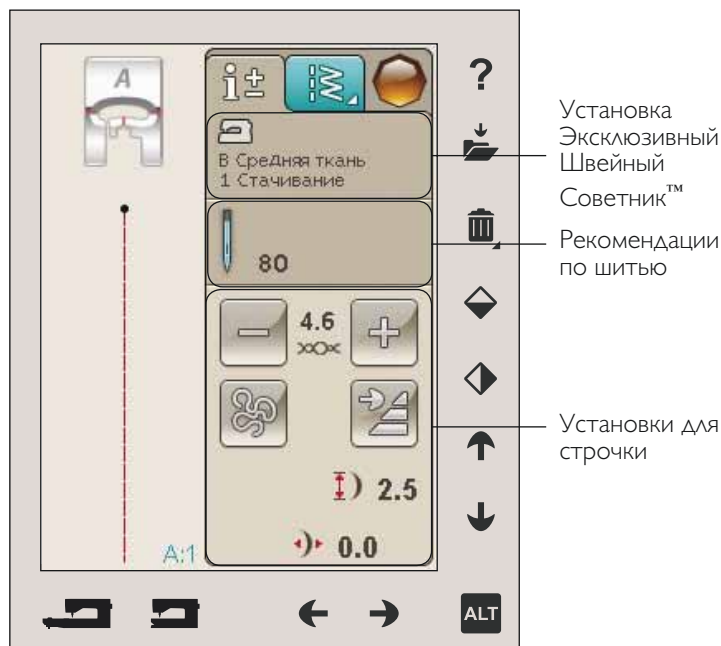 A
i±
?
B Средняя ткань
1 Стачивание
80
4.6
2.5
0.0
A:1
ALT
Установка
Эксклюзивный
Швейный
Советник™
Рекомендации
по шитью
Установки для
строчки